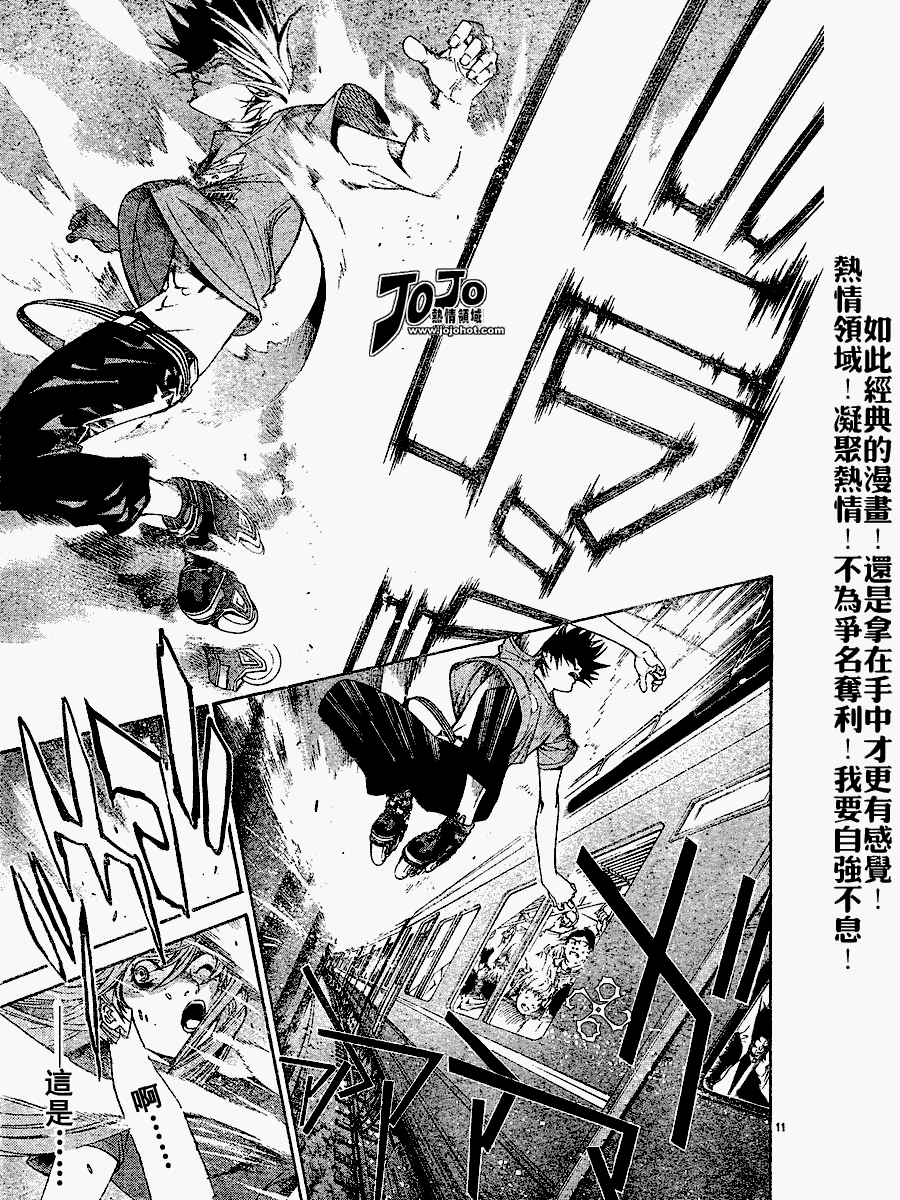 熱情領域！凝聚熱情！不為爭名奪利！我要自強不息！
如此經典的漫畫！還是拿在手中才更有感覺！
JOJO
熱情領域
www.jojohot.com
啊……
——這是……
11